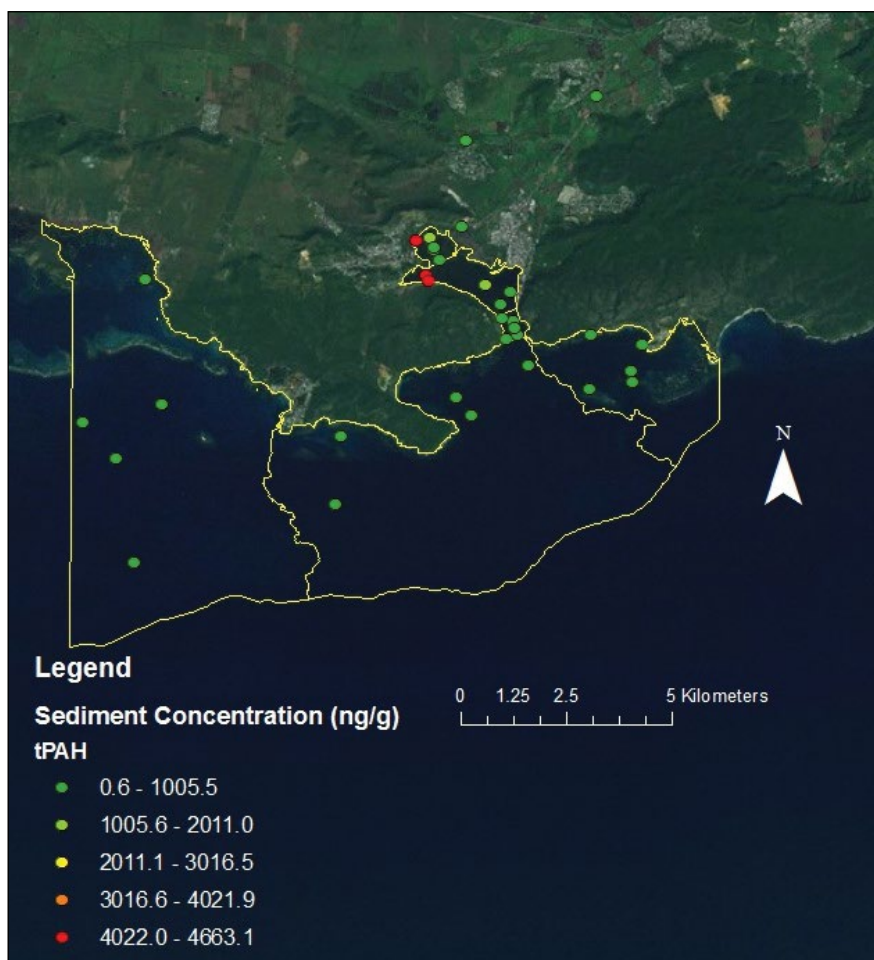 N
Legend
0 1.25 2.5 5 Kilometers
Sediment Concentration (ng/g)
tPAH
0.6 - 1005.5
1005.6 - 2011.0
2011.1 - 3016.5
3016.6 - 4021.9
4022.0 - 4663.1